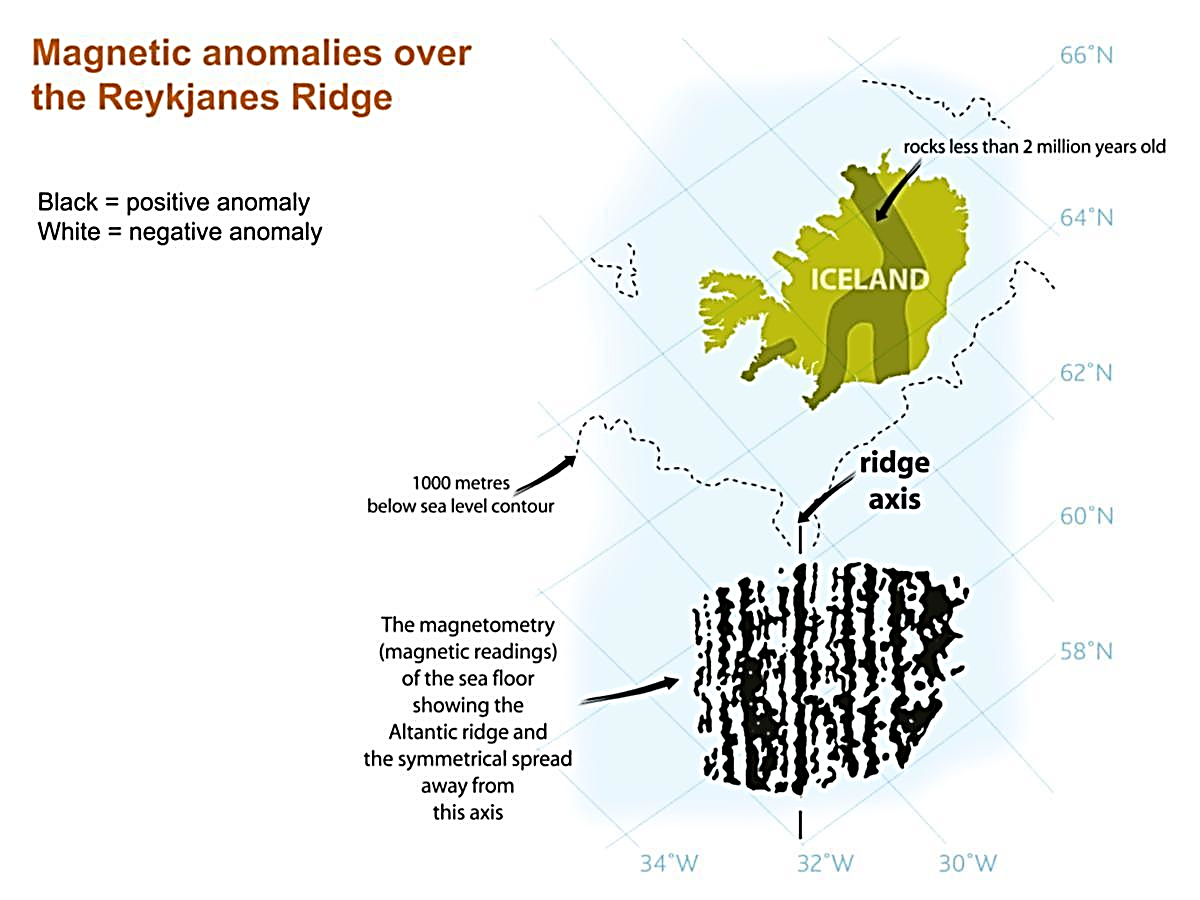 Magnetic anomalies over
the Reykjanes Ridge
66°N
rocks less than 2 million years old
Black = positive anomaly
White = negative anomaly
64°N
ICELAND
62°N
ridge
axis
1000 metres
below sea level contour
60°N
The magnetometry
(magnetic readings)
of the sea floor
showing the
Altantic ridge and
the symmetrical spread
away from
this axis
58°N
34°W
32°W
30°W